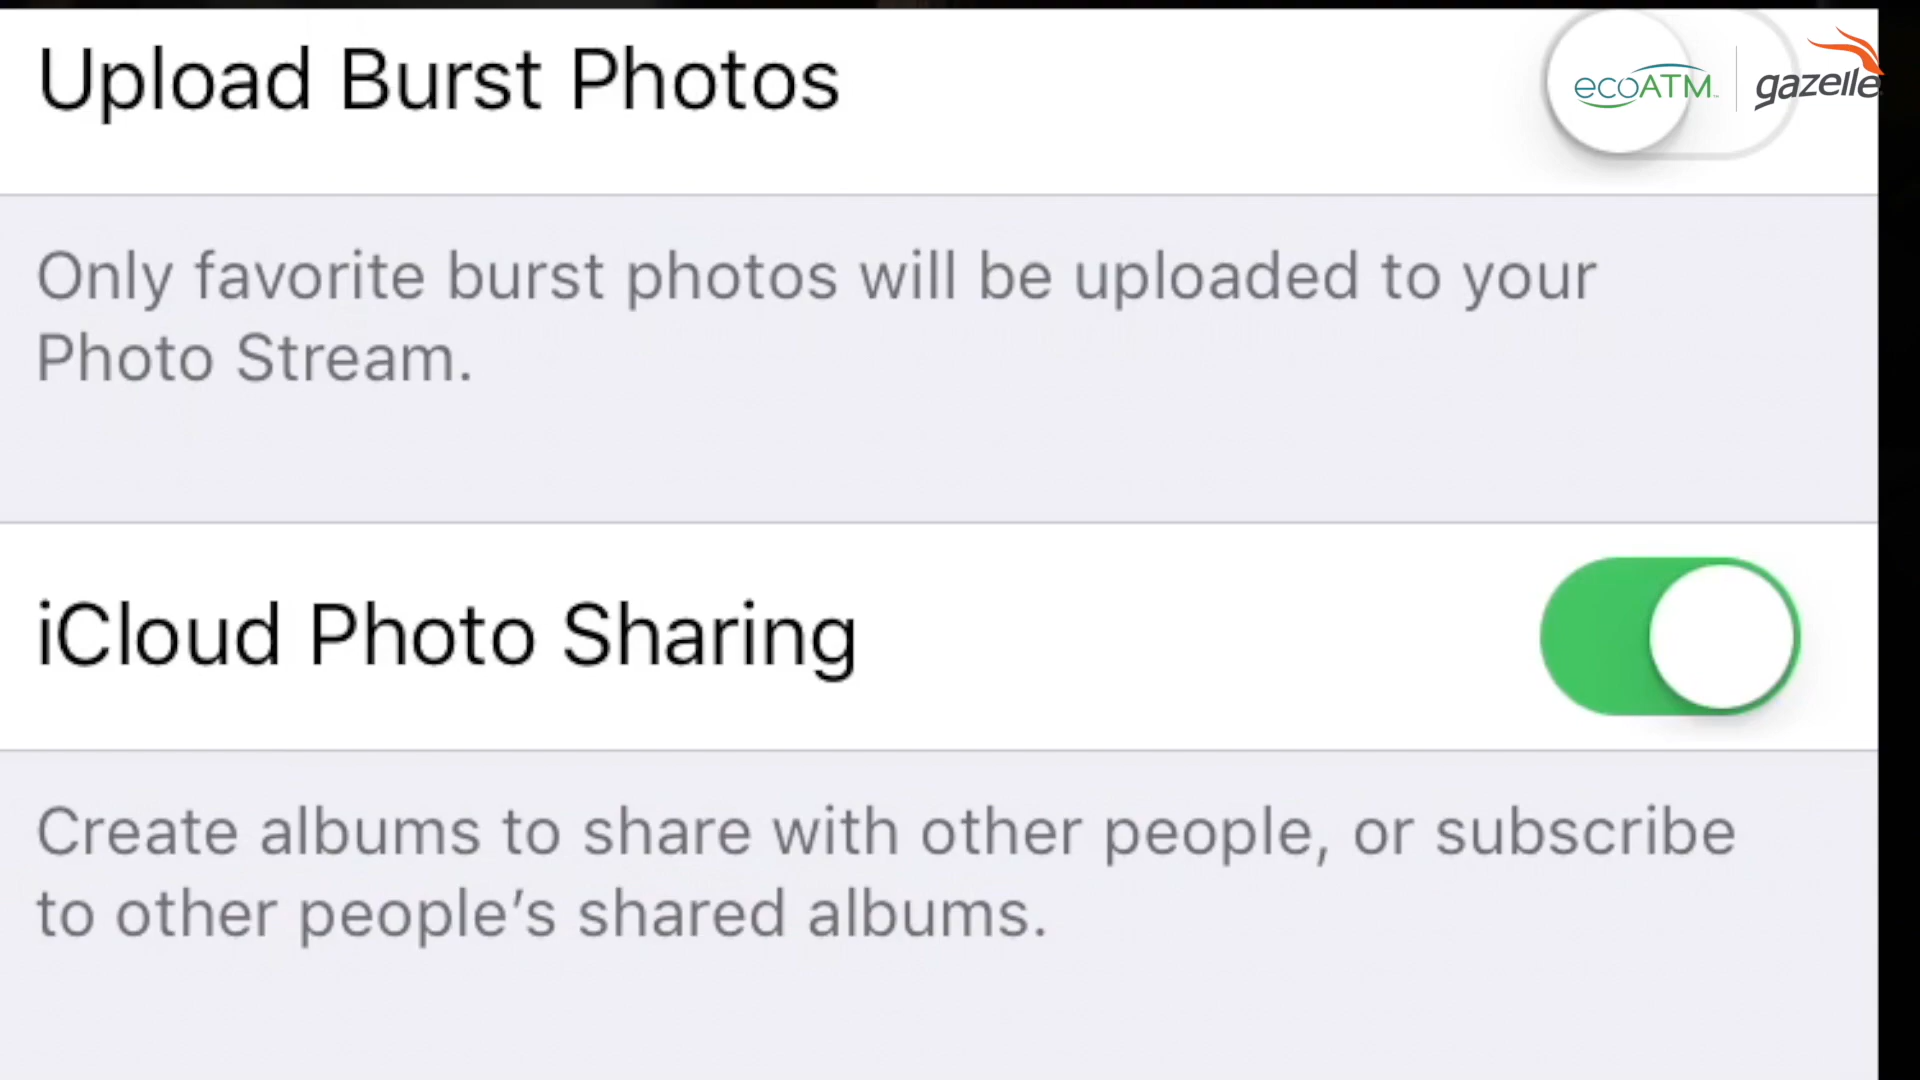 Upload Burst Photos
ecoATM™ gazelle
Only favorite burst photos will be uploaded to your
Photo Stream.
iCloud Photo Sharing
Create albums to share with other people, or subscribe
to other people’s shared albums.